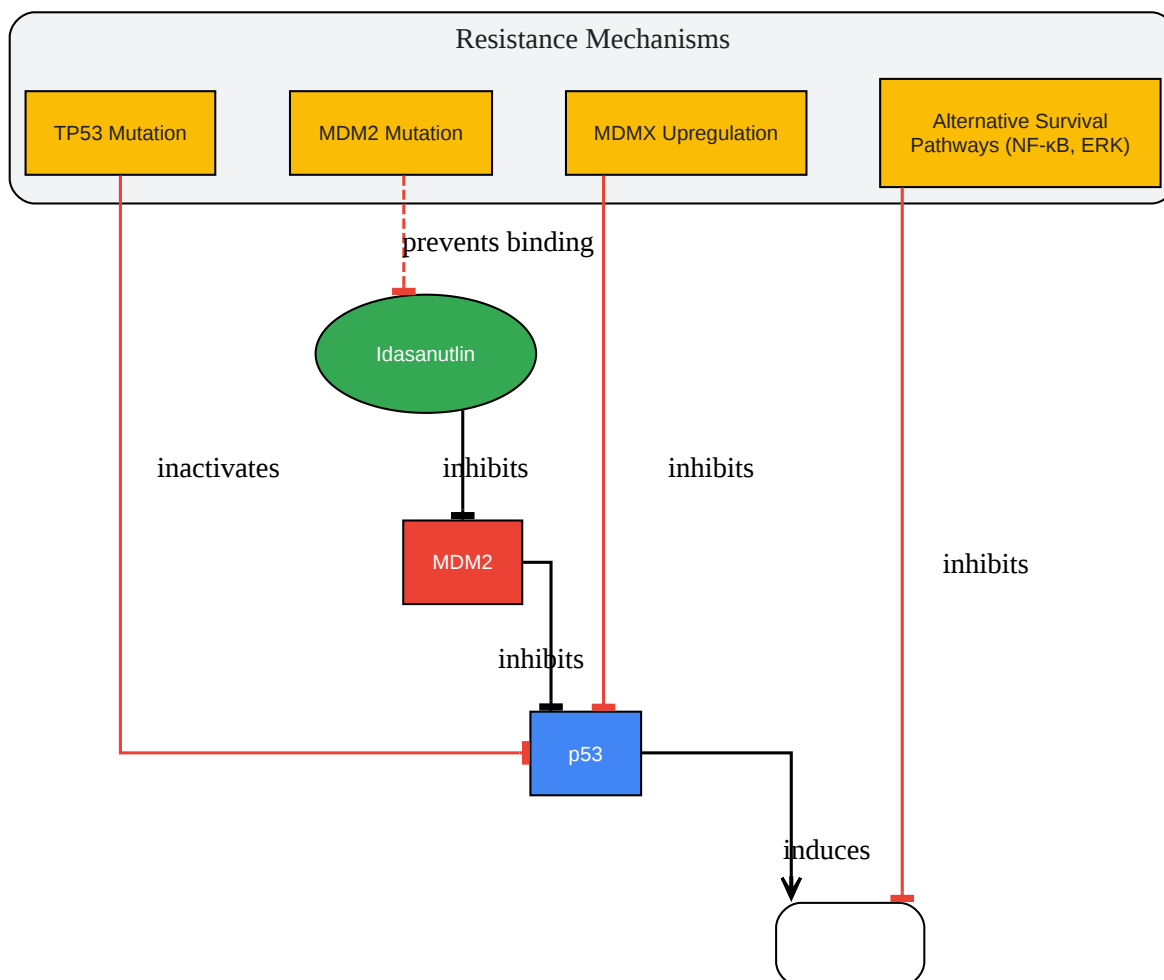 Resistance Mechanisms
TP53 Mutation
MDM2 Mutation
MDMX Upregulation
Alternative Survival
Pathways (NF-κB, ERK)
prevents binding
Idasanutlin
inactivates
inhibits
inhibits
MDM2
inhibits
inhibits
p53
induces